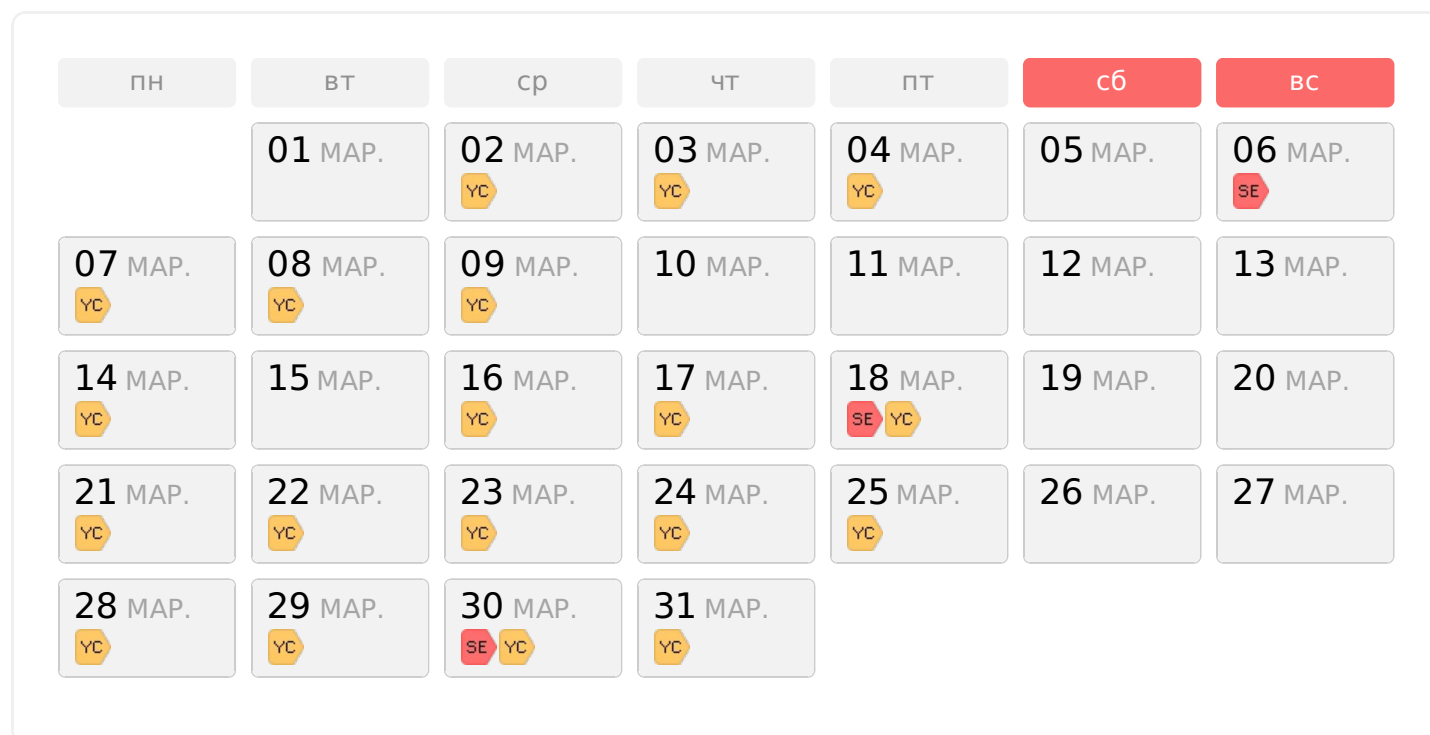 пн вт ср чт пт сб вс
01 МАР. 02 МАР. 03 МАР. 04 МАР. 05 МАР. 06 МАР.
YC YC YC SE
07 МАР. 08 МАР. 09 МАР. 10 МАР. 11 МАР. 12 МАР. 13 МАР.
YC YC YC
14 МАР. 15 МАР. 16 МАР. 17 МАР. 18 МАР. 19 МАР. 20 МАР.
YC YC YC SE YC
21 МАР. 22 МАР. 23 МАР. 24 МАР. 25 МАР. 26 МАР. 27 МАР.
YC YC YC YC YC
28 МАР. 29 МАР. 30 МАР. 31 МАР.
YC YC SE YC YC